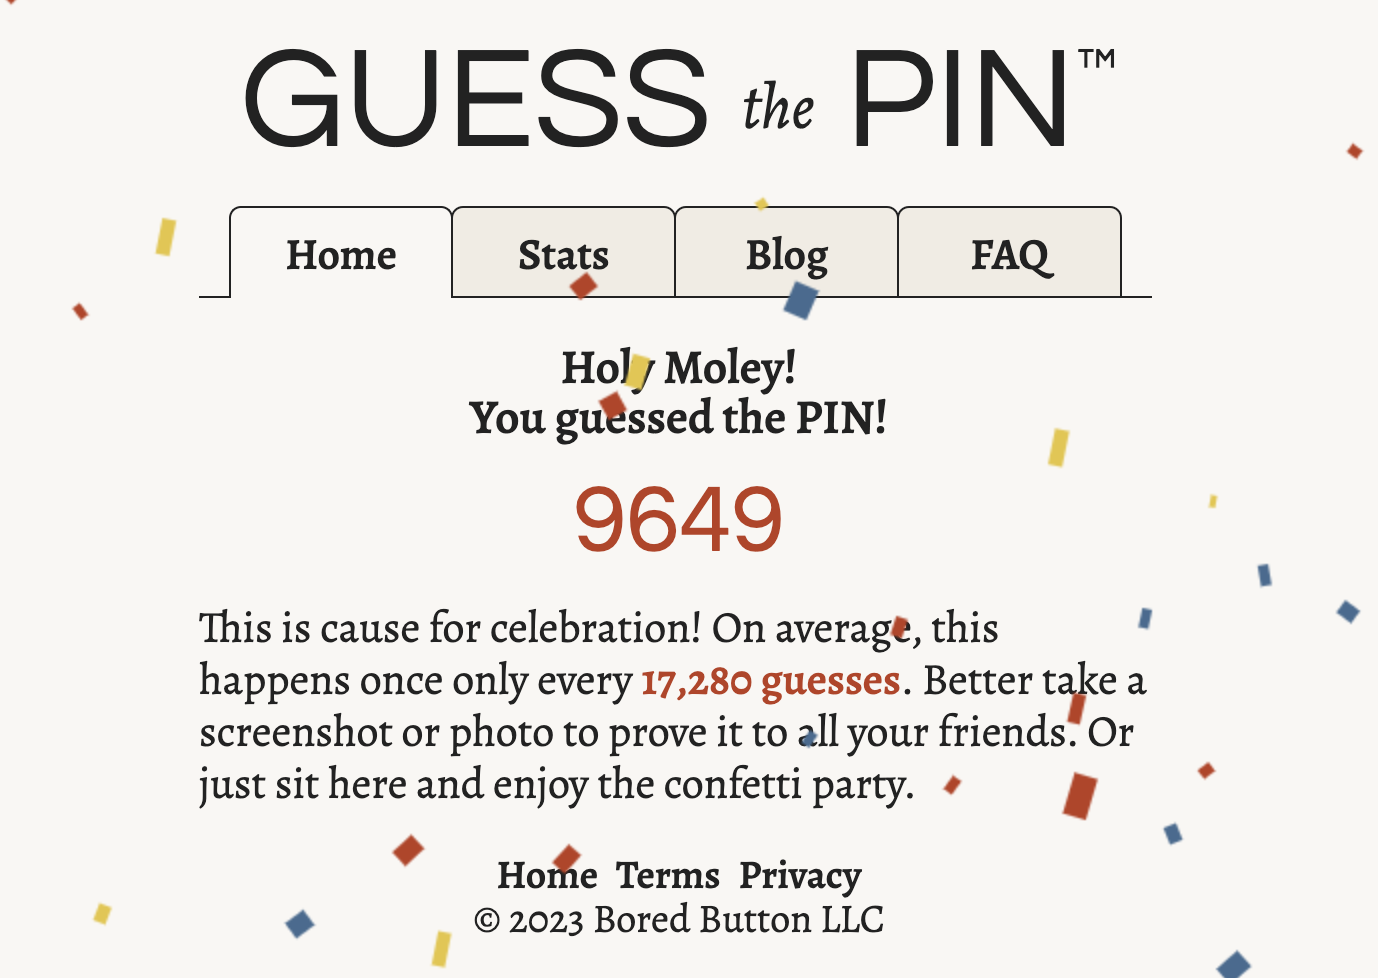 GUESS the PIN™
Home Stats Blog FAQ
Holy Moley!
You guessed the PIN!
9649
This is cause for celebration! On average, this
happens once only every 17,280 guesses. Better take a
screenshot or photo to prove it to all your friends. Or
just sit here and enjoy the confetti party.
Home Terms Privacy
© 2023 Bored Button LLC